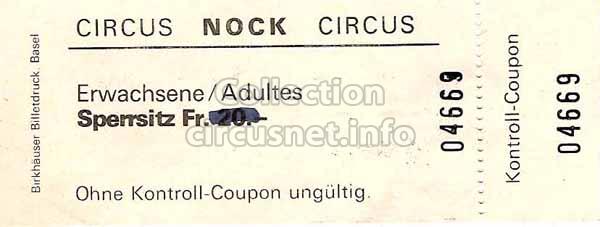 CIRCUS NOCK CIRCUS
Erwachsene / Adultes
Sperrsitz Fr. 20.–
Ohne Kontroll-Coupon ungültig.
Birkhäuser Billetdruck, Basel
04669
Kontroll-Coupon
04669
Collection
circusnet.info